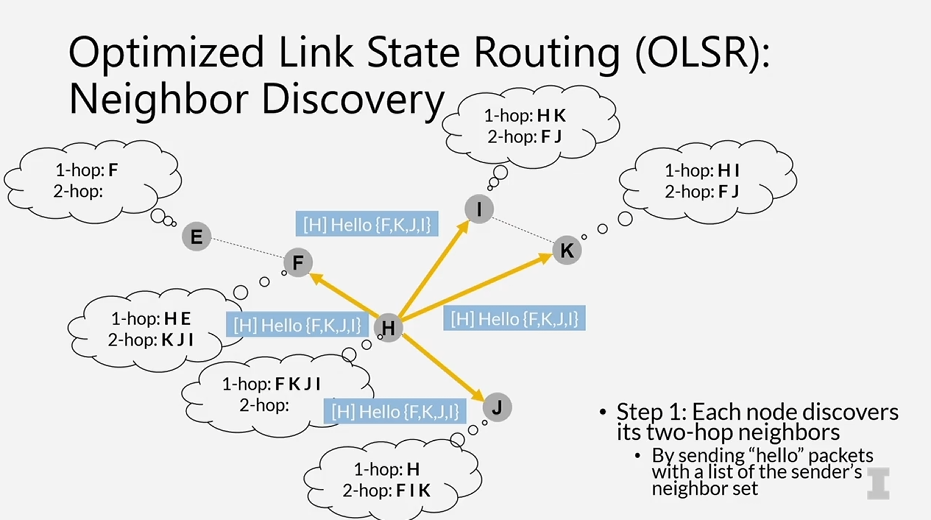 Optimized Link State Routing (OLSR):
Neighbor Discovery
1-hop: H K
2-hop: F J
1-hop: F
2-hop:
1-hop: H I
2-hop: F J
I
[H] Hello {F,K,J,I}
E
K
F
1-hop: H E
2-hop: K J I
[H] Hello {F,K,J,I}
H
[H] Hello {F,K,J,I}
1-hop: F K J I
2-hop:
[H] Hello {F,K,J,I}
J
1-hop: H
2-hop: F I K
• Step 1: Each node discovers
its two-hop neighbors
• By sending “hello” packets
with a list of the sender’s
neighbor set
I